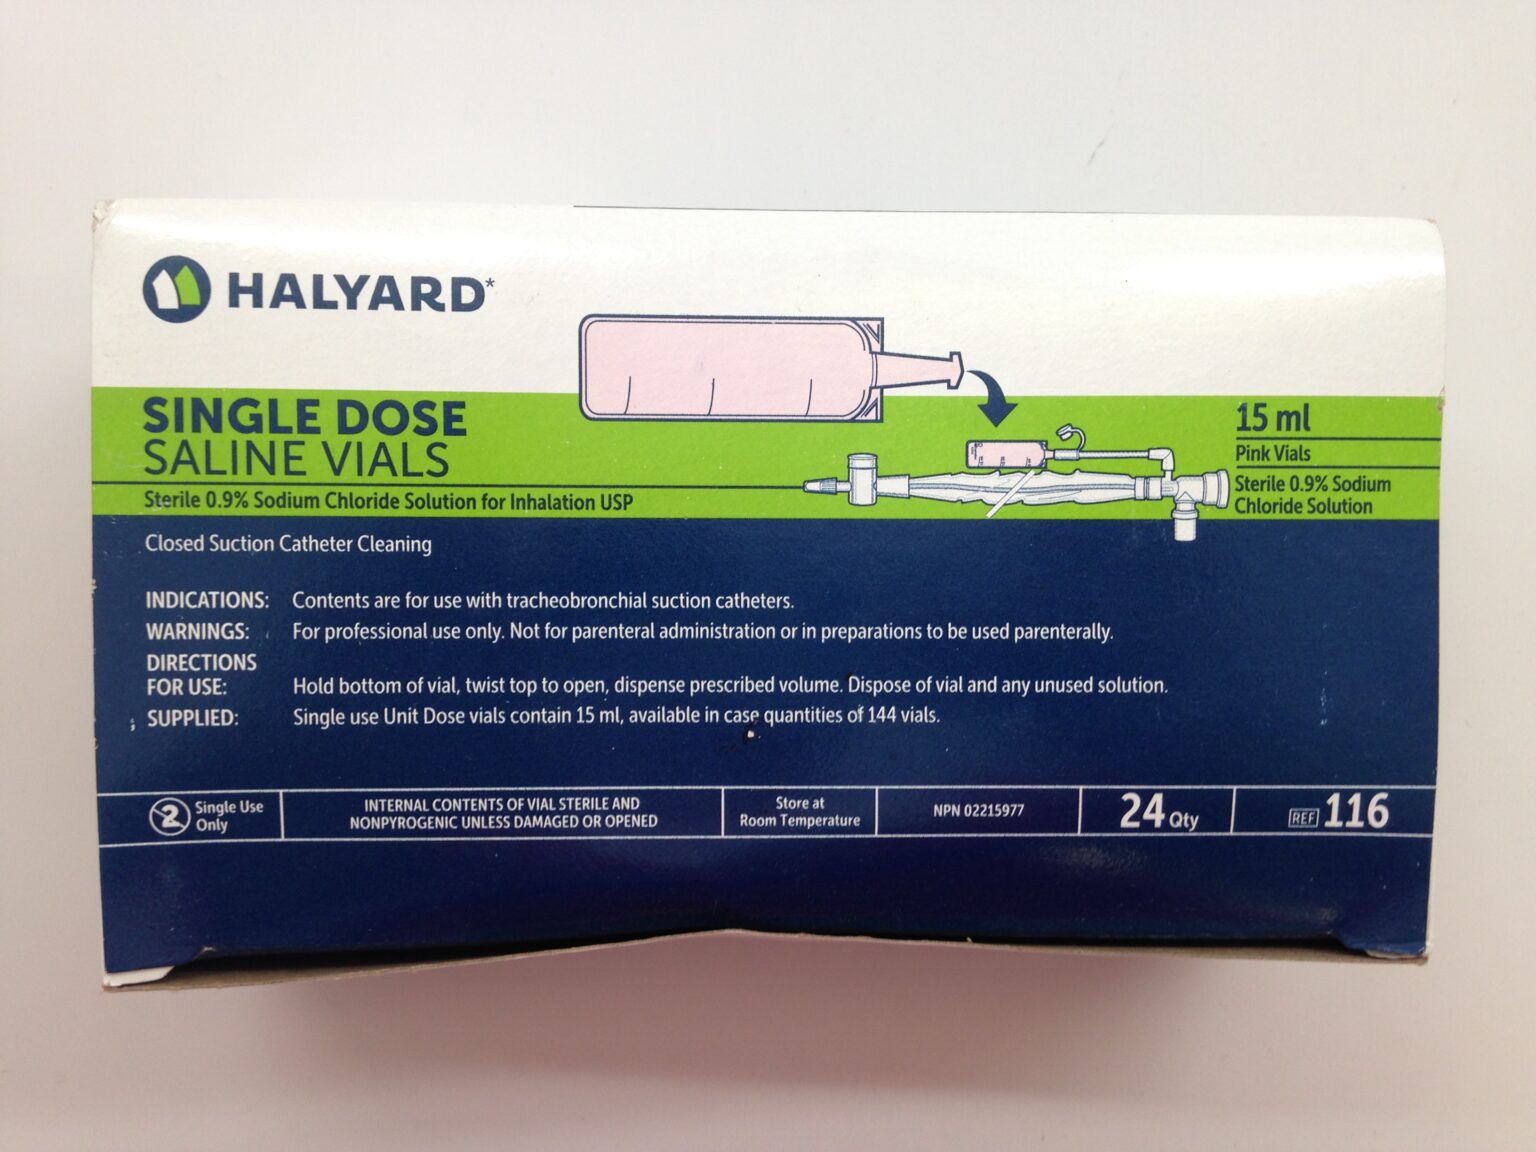 HALYARD*
SINGLE DOSE
SALINE VIALS
Sterile 0.9% Sodium Chloride Solution for Inhalation USP
15 ml
Pink Vials
Sterile 0.9% Sodium
Chloride Solution
Closed Suction Catheter Cleaning
INDICATIONS: Contents are for use with tracheobronchial suction catheters.
WARNINGS: For professional use only. Not for parenteral administration or in preparations to be used parenterally.
DIRECTIONS
FOR USE: Hold bottom of vial, twist top to open, dispense prescribed volume. Dispose of vial and any unused solution.
SUPPLIED: Single use Unit Dose vials contain 15 ml, available in case quantities of 144 vials.
2 Single Use
Only
INTERNAL CONTENTS OF VIAL STERILE AND
NONPYROGENIC UNLESS DAMAGED OR OPENED
Store at
Room Temperature
NPN 02215977
24 Qty
REF 116